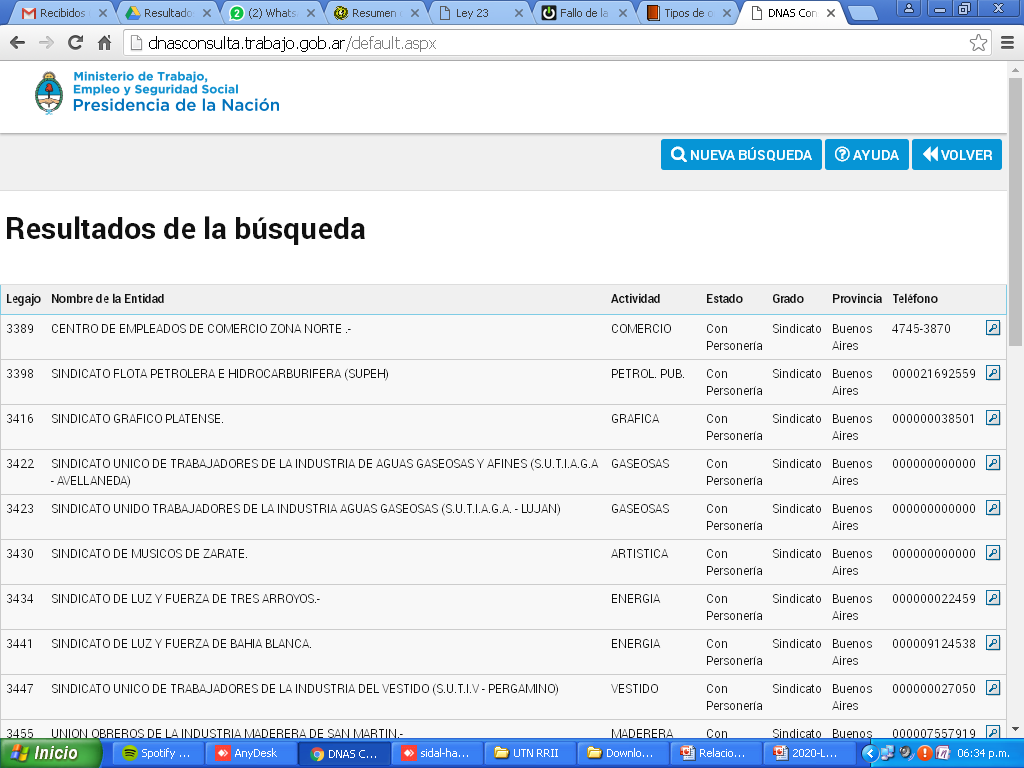 Recibidos
Resultado
(2) Whats
Resumen
Ley 23
Fallo de la
Tipos de o
DNAS Con
dnasconsulta.trabajo.gob.ar/default.aspx
Ministerio de Trabajo,
Empleo y Seguridad Social
Presidencia de la Nación
NUEVA BÚSQUEDA
AYUDA
VOLVER
Resultados de la búsqueda
Legajo Nombre de la Entidad Actividad Estado Grado Provincia Teléfono
3389 CENTRO DE EMPLEADOS DE COMERCIO ZONA NORTE .- COMERCIO Con Sindicato Buenos 4745-3870
Personería Aires
3398 SINDICATO FLOTA PETROLERA E HIDROCARBURIFERA (SUPEH) PETROL. PUB. Con Sindicato Buenos 000021692559
Personería Aires
3416 SINDICATO GRAFICO PLATENSE. GRAFICA Con Sindicato Buenos 000000038501
Personería Aires
3422 SINDICATO UNICO DE TRABAJADORES DE LA INDUSTRIA DE AGUAS GASEOSAS Y AFINES (S.U.T.I.A.G.A GASEOSAS Con Sindicato Buenos 000000000000
- AVELLANEDA) Personería Aires
3423 SINDICATO UNIDO TRABAJADORES DE LA INDUSTRIA AGUAS GASEOSAS (S.U.T.I.A.G.A. - LUJAN) GASEOSAS Con Sindicato Buenos 000000000000
Personería Aires
3430 SINDICATO DE MUSICOS DE ZARATE. ARTISTICA Con Sindicato Buenos 000000000000
Personería Aires
3434 SINDICATO DE LUZ Y FUERZA DE TRES ARROYOS.- ENERGIA Con Sindicato Buenos 000000022459
Personería Aires
3441 SINDICATO DE LUZ Y FUERZA DE BAHIA BLANCA. ENERGIA Con Sindicato Buenos 000009124538
Personería Aires
3447 SINDICATO UNICO DE TRABAJADORES DE LA INDUSTRIA DEL VESTIDO (S.U.T.I.V - PERGAMINO) VESTIDO Con Sindicato Buenos 000000027050
Personería Aires
3455 UNION OBREROS DE LA INDUSTRIA MADERERA DE SAN MARTIN.- MADERERA Con Sindicato Buenos 000007557919
Inicio
Spotify ...
AnyDesk
DNAS C...
sidal-ha...
UTN RRII
Downlo...
Relacio...
2020-L...
06:34 p.m.